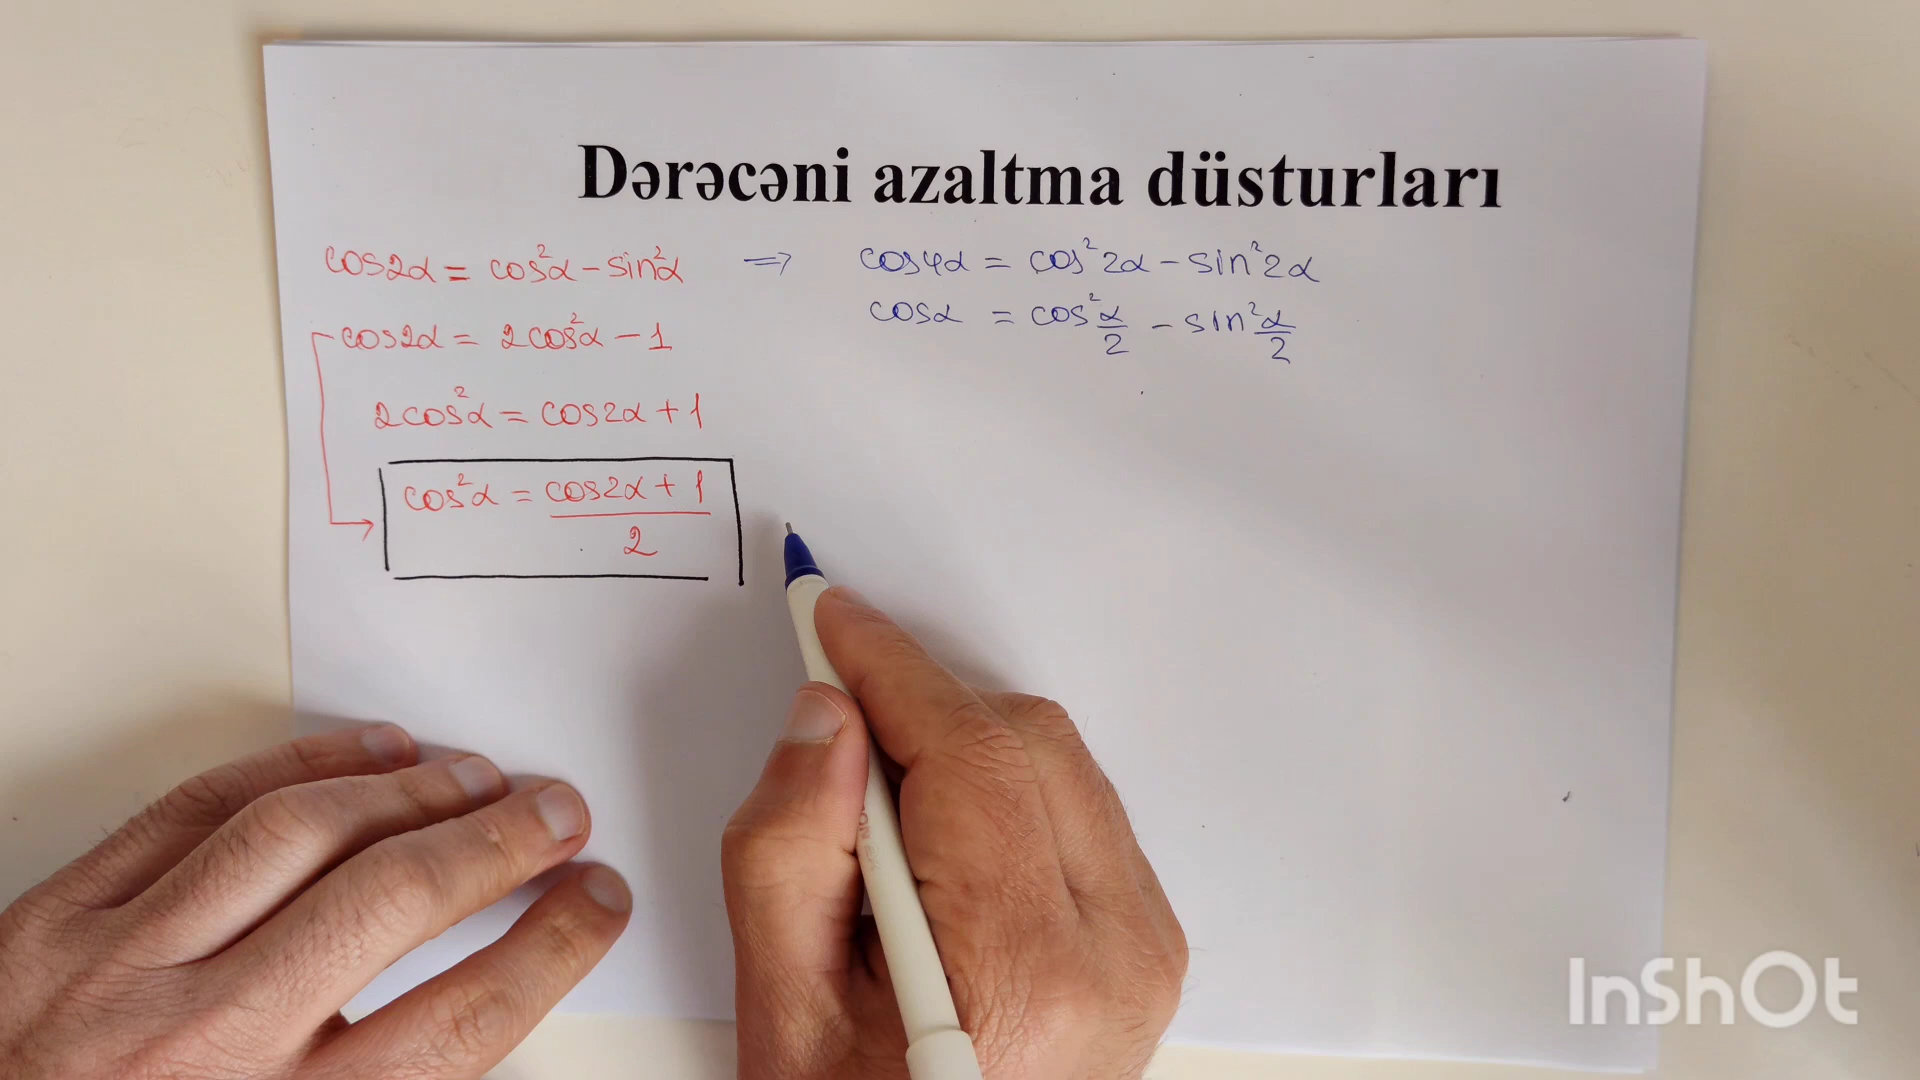 Dərəcəni azaltma düsturları
cos2α = cos²α - sin²α ⇒ cos4α = cos²2α - sin²2α
cosα = cos²α/2 - sin²α/2
cos2α = 2cos²α - 1
2cos²α = cos2α + 1
cos²α = cos2α + 1
2
InShOt